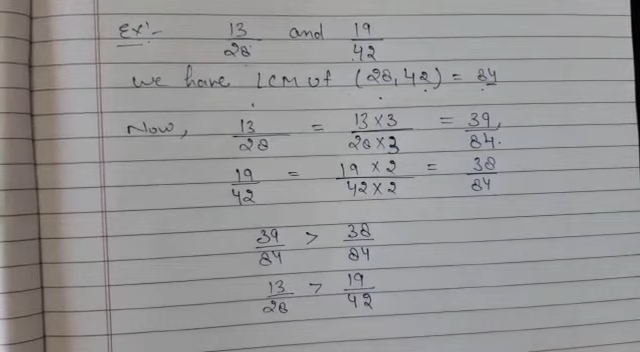 Ex:- 13/28 and 19/42
we have LCM of (28, 42) = 84
Now, 13/28 = 13×3/28×3 = 39/84.
19/42 = 19×2/42×2 = 38/84
39/84 > 38/84
13/28 > 19/42